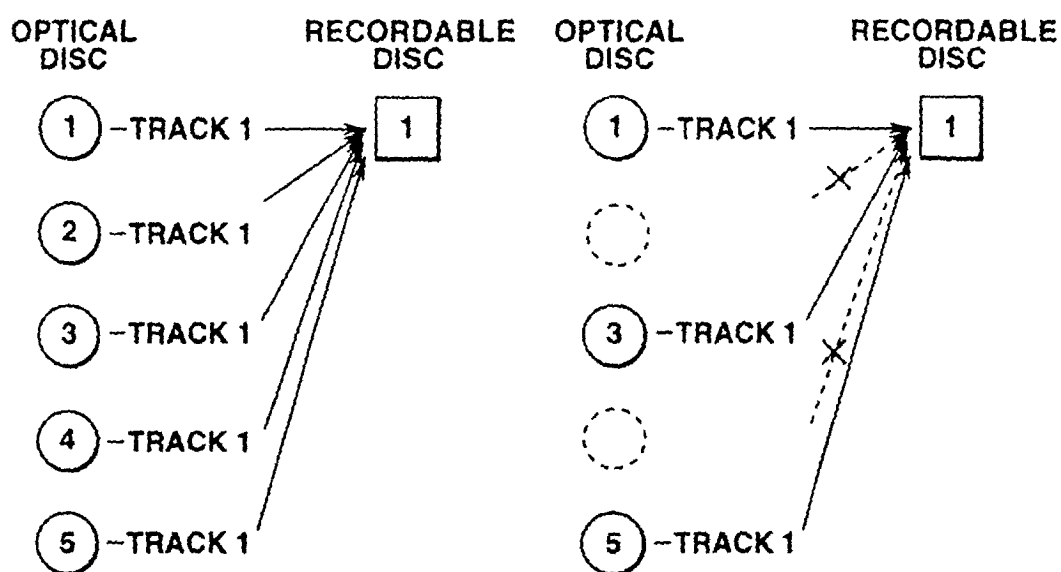 OPTICAL DISC
RECORDABLE DISC
1 -TRACK 1
1
2 -TRACK 1
3 -TRACK 1
4 -TRACK 1
5 -TRACK 1
OPTICAL DISC
RECORDABLE DISC
1 -TRACK 1
1
3 -TRACK 1
5 -TRACK 1